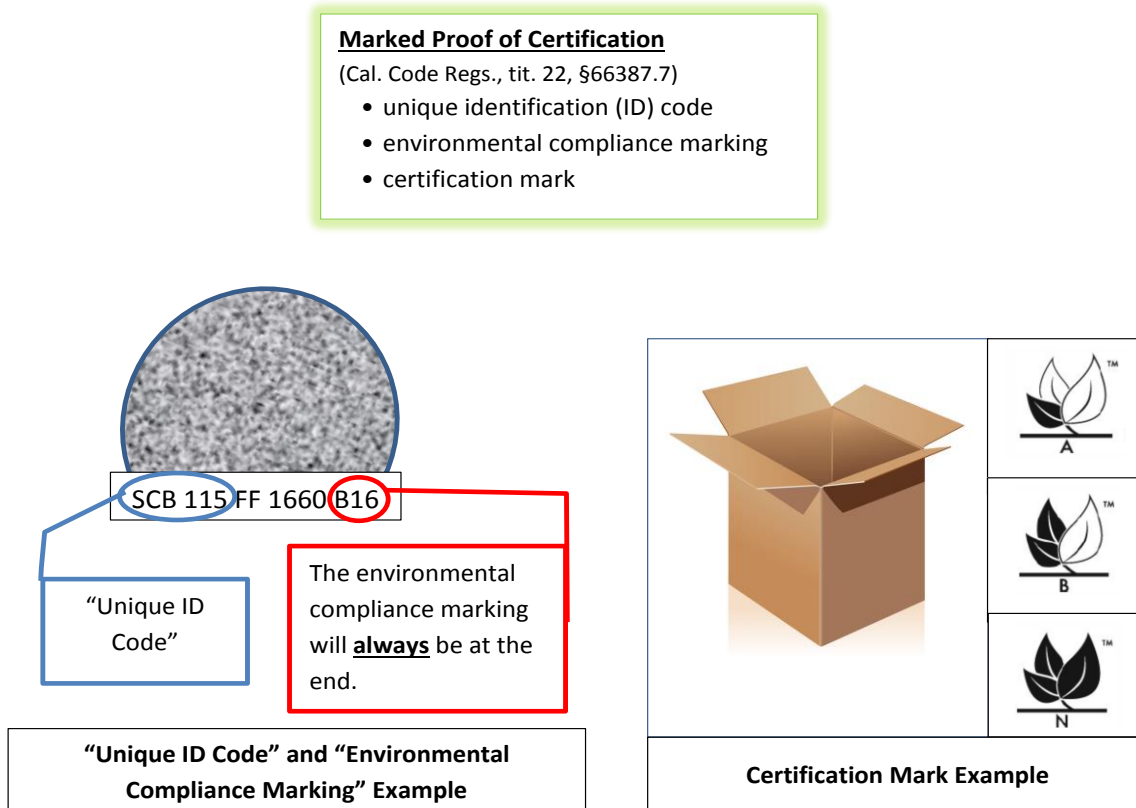 Marked Proof of Certification
(Cal. Code Regs., tit. 22, §66387.7)
• unique identification (ID) code
• environmental compliance marking
• certification mark
SCB 115 FF 1660 B16
“Unique ID
Code”
The environmental
compliance marking
will always be at the
end.
“Unique ID Code” and “Environmental
Compliance Marking” Example
TM
A
TM
B
TM
N
Certification Mark Example